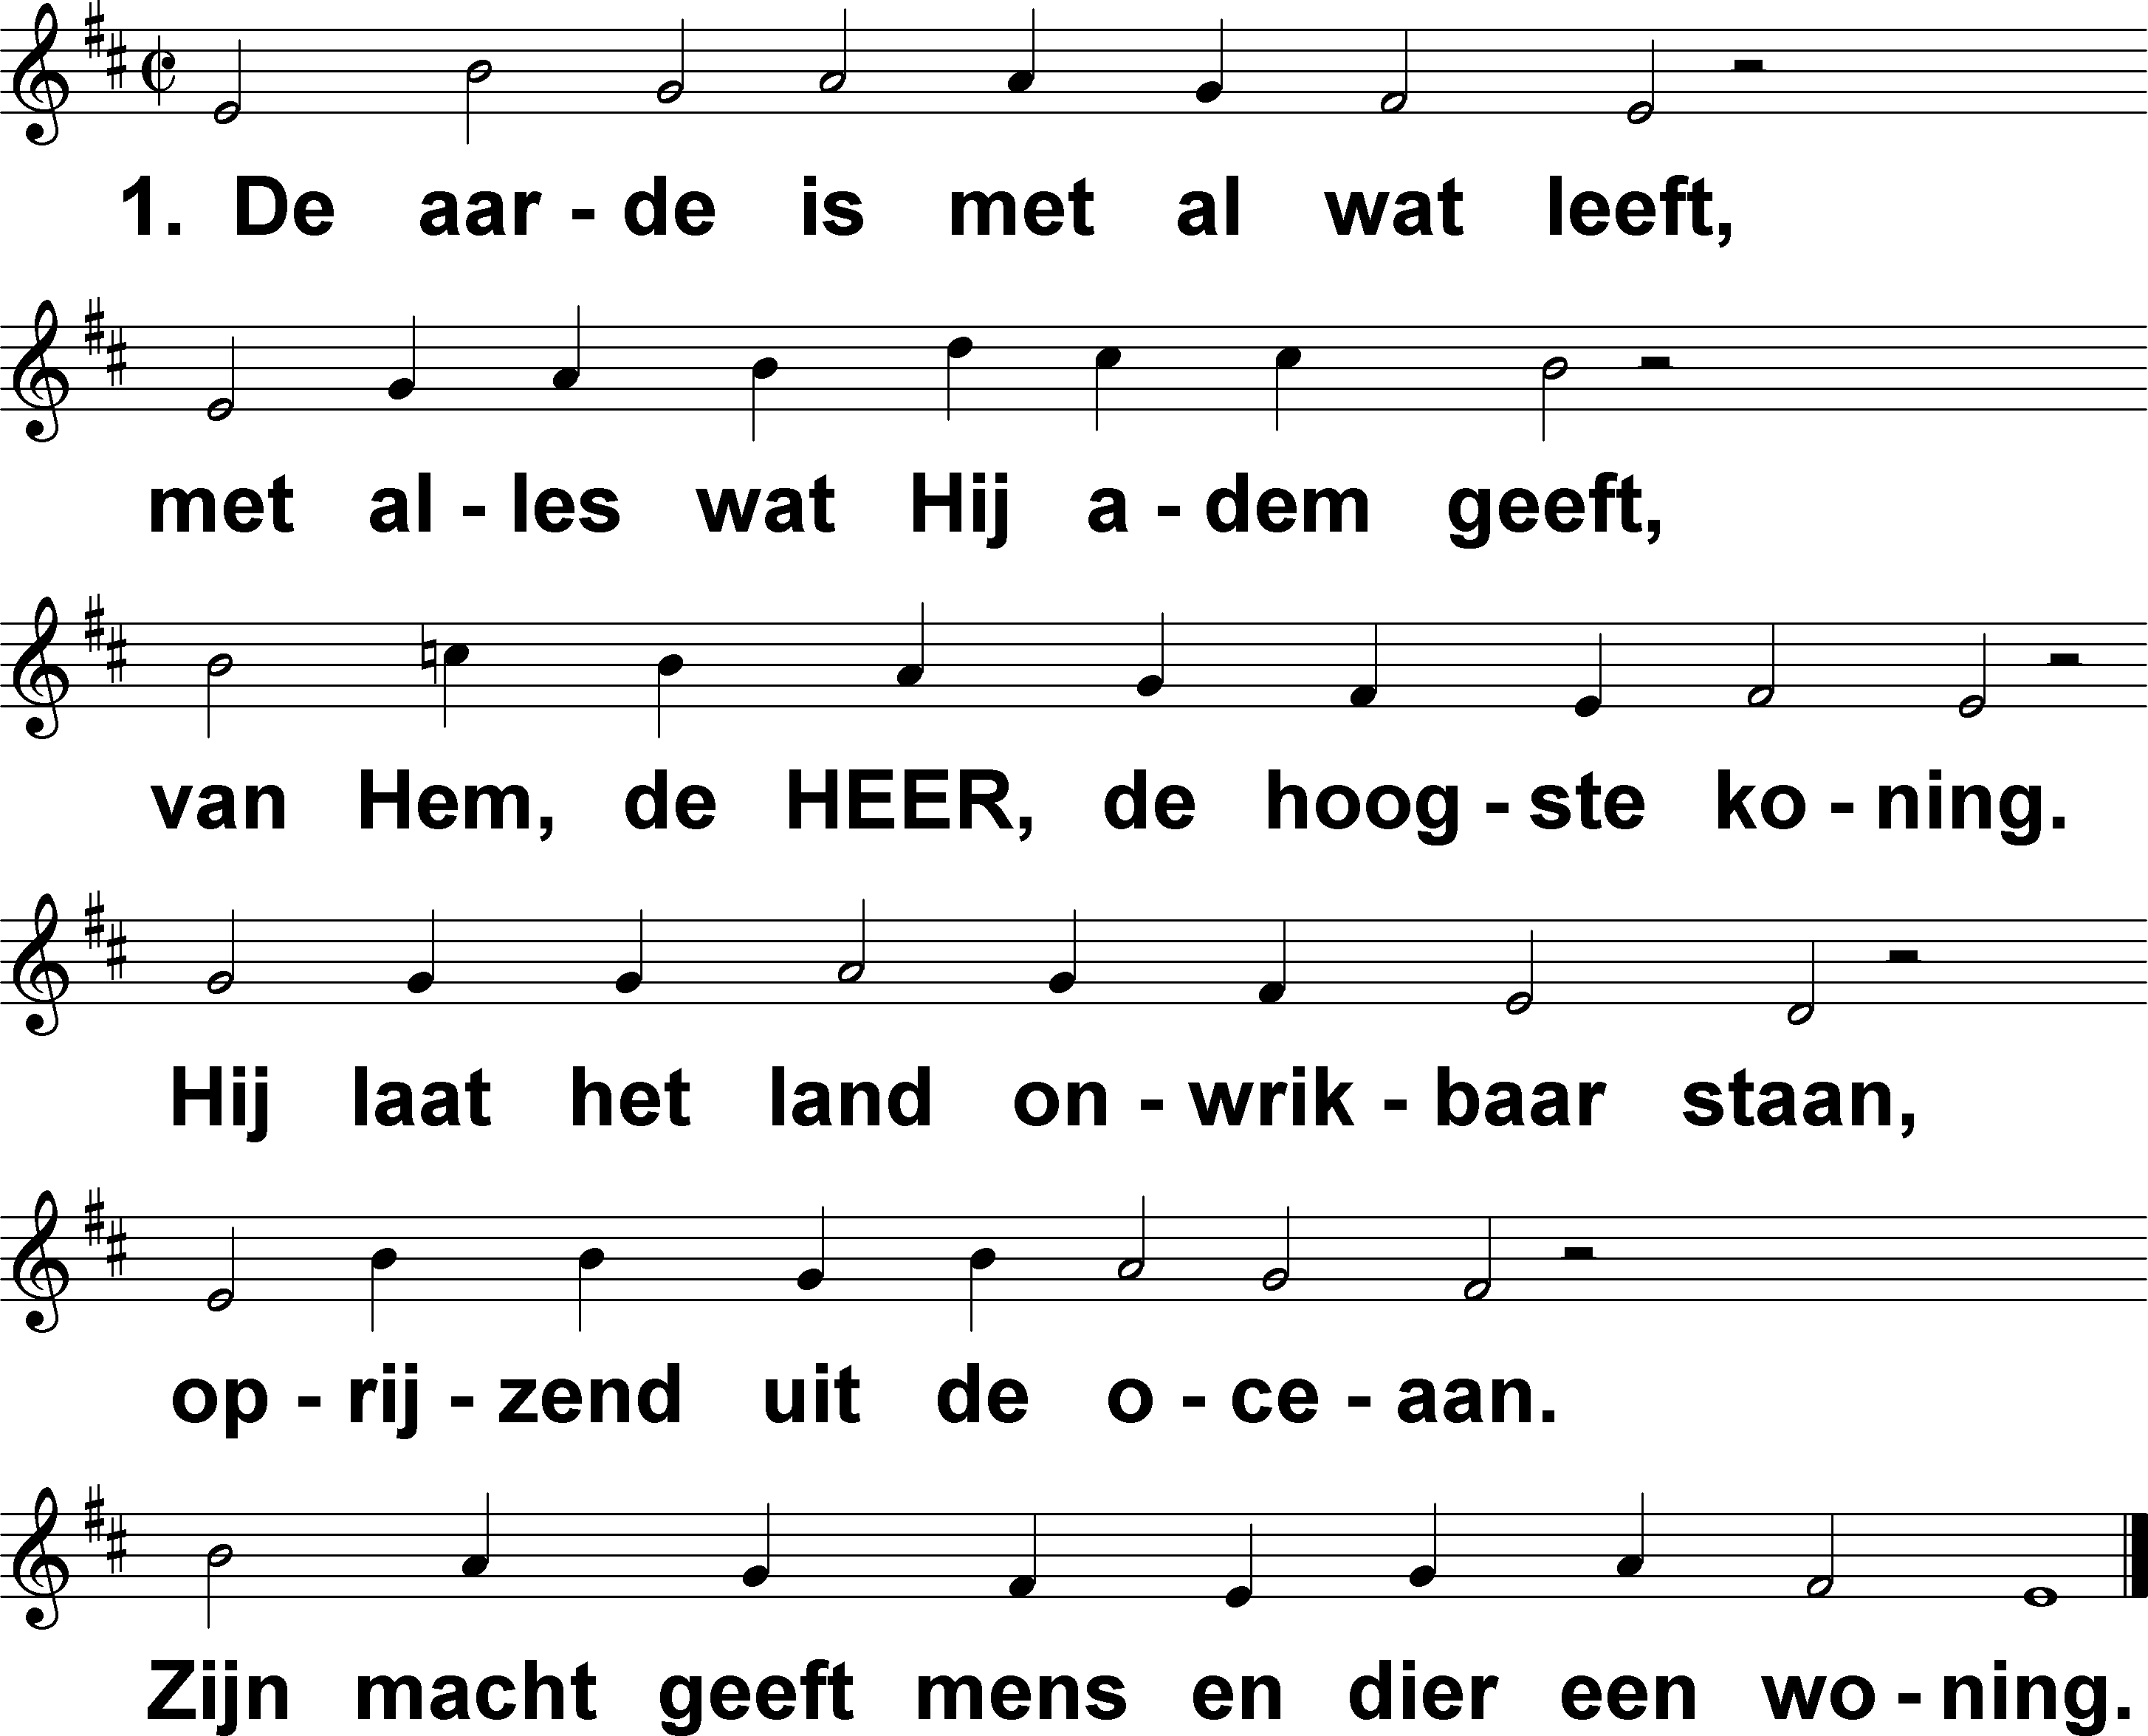 1. De aar - de is met al wat leeft,
met al - les wat Hij a - dem geeft,
van Hem, de HEER, de hoog - ste ko - ning.
Hij laat het land on - wrik - baar staan,
op - rij - zend uit de o - ce - aan.
Zijn macht geeft mens en dier een wo - ning.